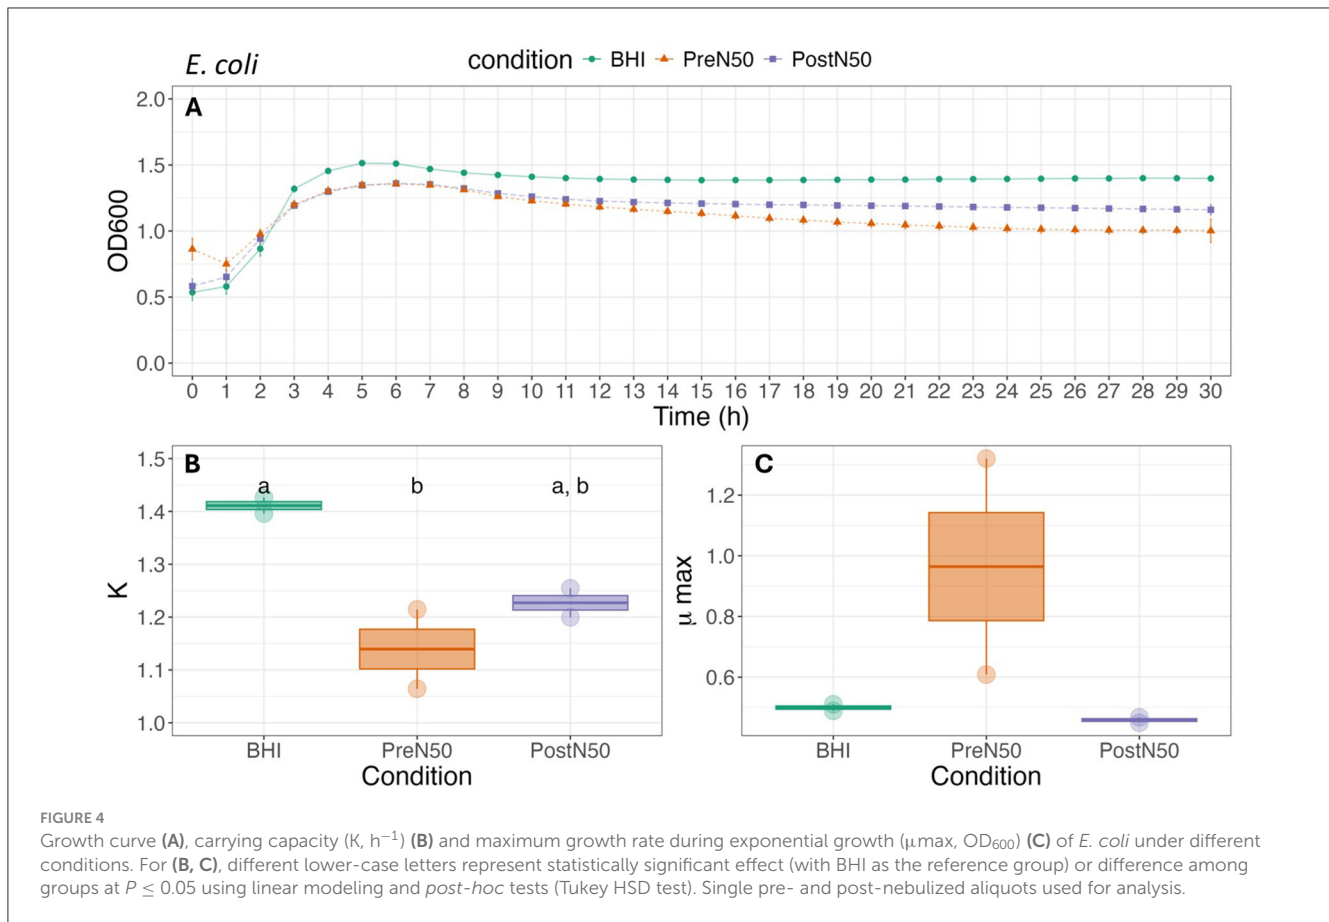 E. coli
condition BHI PreN50 PostN50
A
2.0
1.5
1.0
0.5
0.0
OD600
0 1 2 3 4 5 6 7 8 9 10 11 12 13 14 15 16 17 18 19 20 21 22 23 24 25 26 27 28 29 30
Time (h)
B
1.5
1.4
1.3
1.2
1.1
1.0
K
a b a, b
BHI PreN50 PostN50
Condition
C
1.2
1.0
0.8
0.6
μ max
BHI PreN50 PostN50
Condition
FIGURE 4
Growth curve (A), carrying capacity (K, h−1) (B) and maximum growth rate during exponential growth (μmax, OD600) (C) of E. coli under different
conditions. For (B, C), different lower-case letters represent statistically significant effect (with BHI as the reference group) or difference among
groups at P ≤ 0.05 using linear modeling and post-hoc tests (Tukey HSD test). Single pre- and post-nebulized aliquots used for analysis.